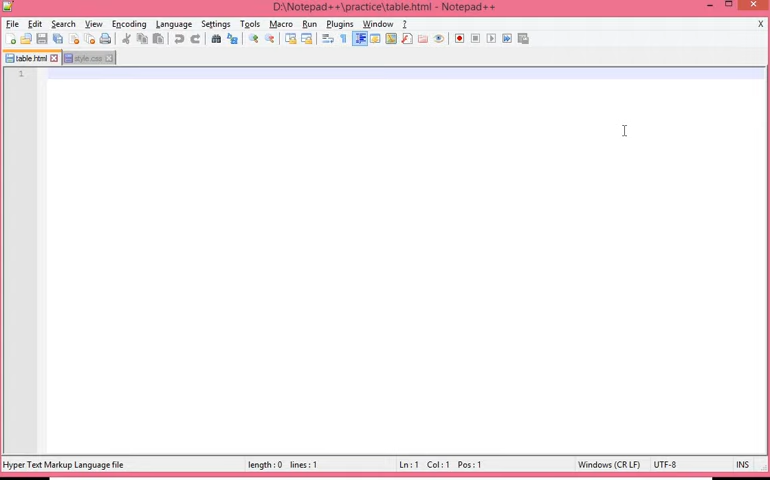 D:\Notepad++\practice\table.html - Notepad++
File Edit Search View Encoding Language Settings Tools Macro Run Plugins Window ? X
table.html style.css
1
Hyper Text Markup Language file length : 0 lines : 1 Ln : 1 Col : 1 Pos : 1 Windows (CR LF) UTF-8 INS